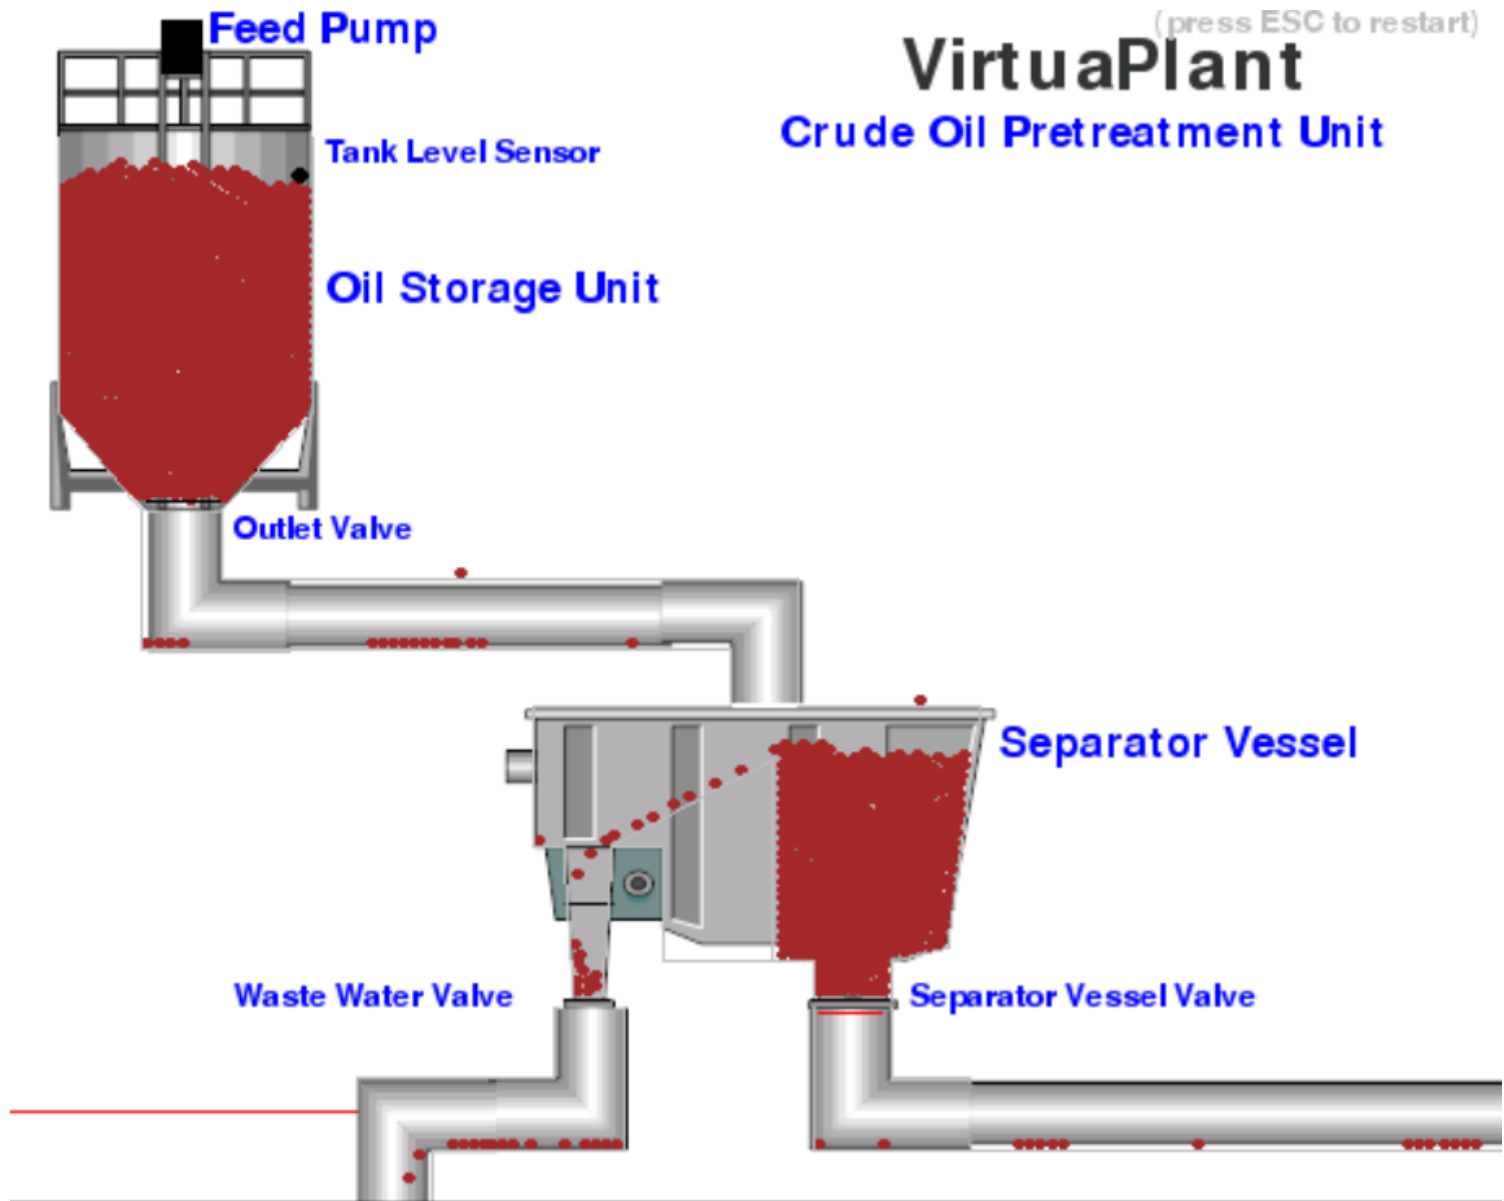 Feed Pump
(press ESC to restart)
VirtuaPlant
Crude Oil Pretreatment Unit
Tank Level Sensor
Oil Storage Unit
Outlet Valve
Separator Vessel
Waste Water Valve
Separator Vessel Valve